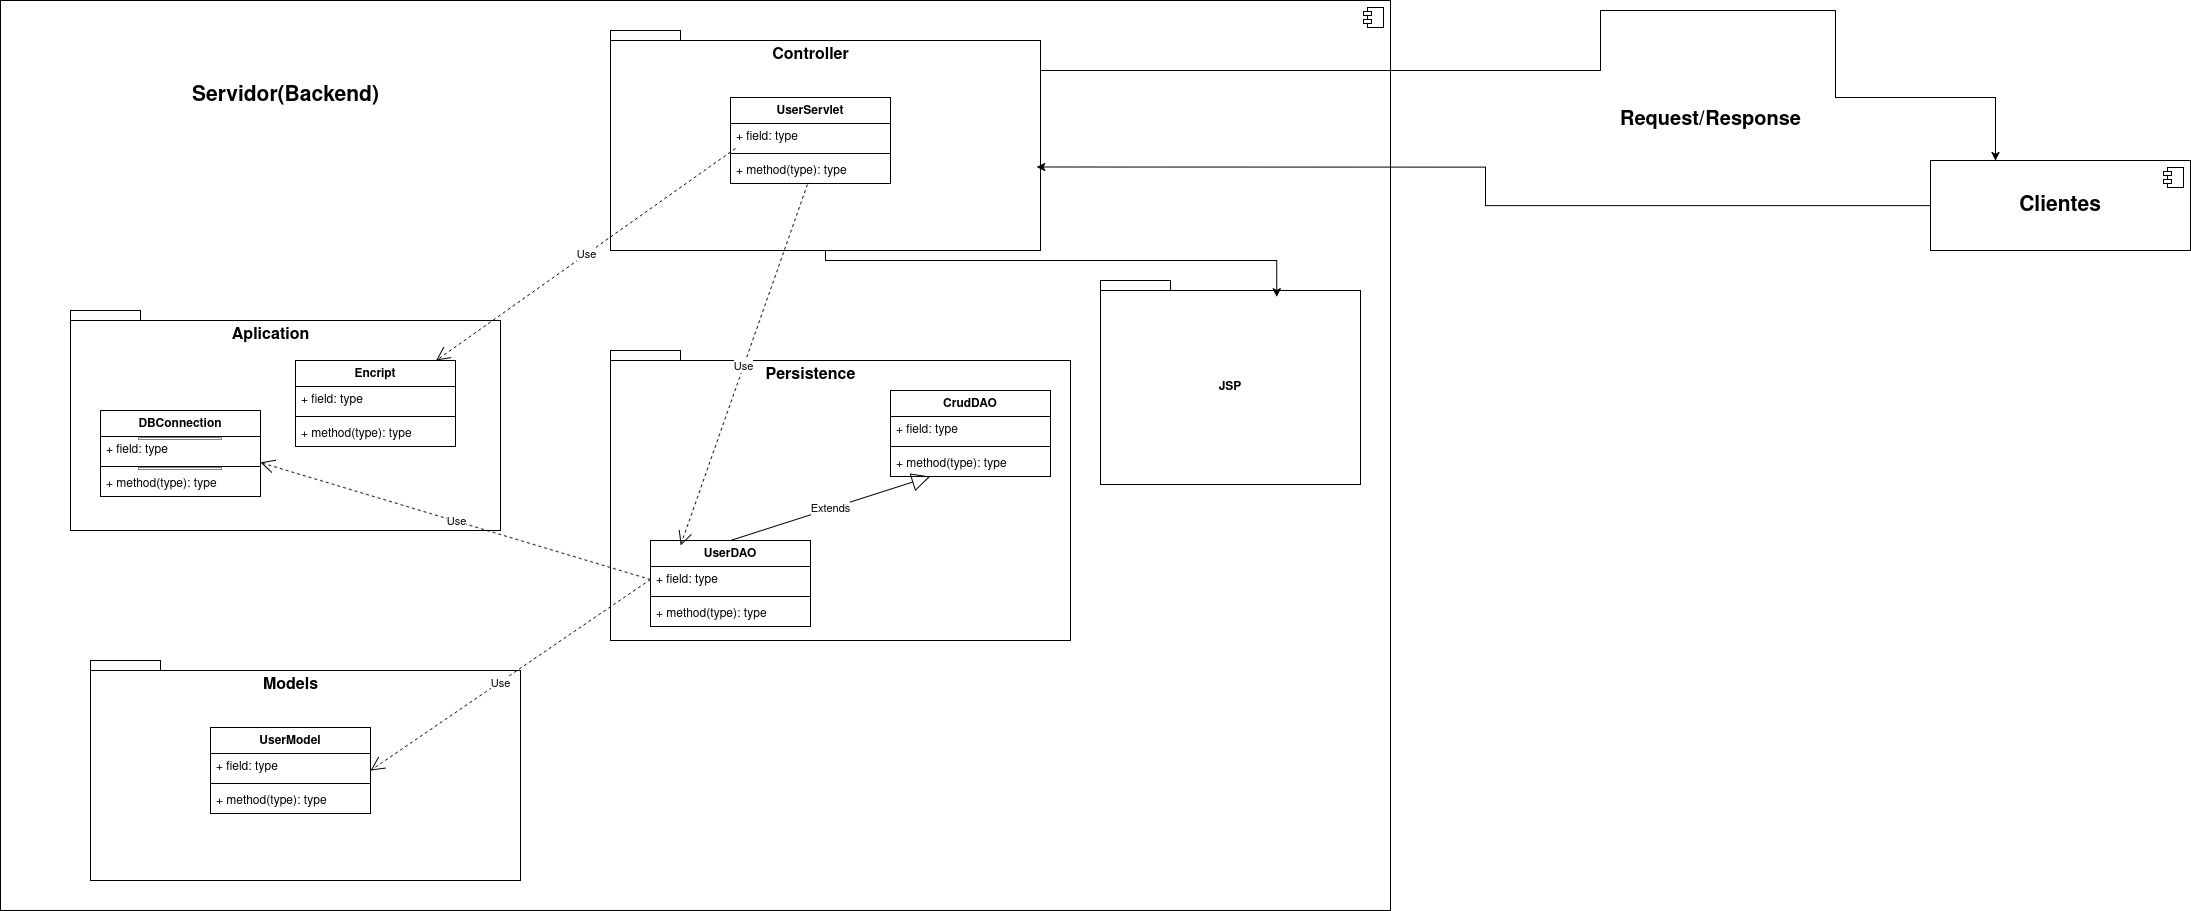 Servidor(Backend)
Controller
UserServlet
+ field: type
+ method(type): type
Request/Response
Clientes
Use
Aplication
Encript
+ field: type
+ method(type): type
DBConnection
+ field: type
+ method(type): type
Use
Use
Persistence
CrudDAO
+ field: type
+ method(type): type
Extends
UserDAO
+ field: type
+ method(type): type
JSP
Use
Models
UserModel
+ field: type
+ method(type): type